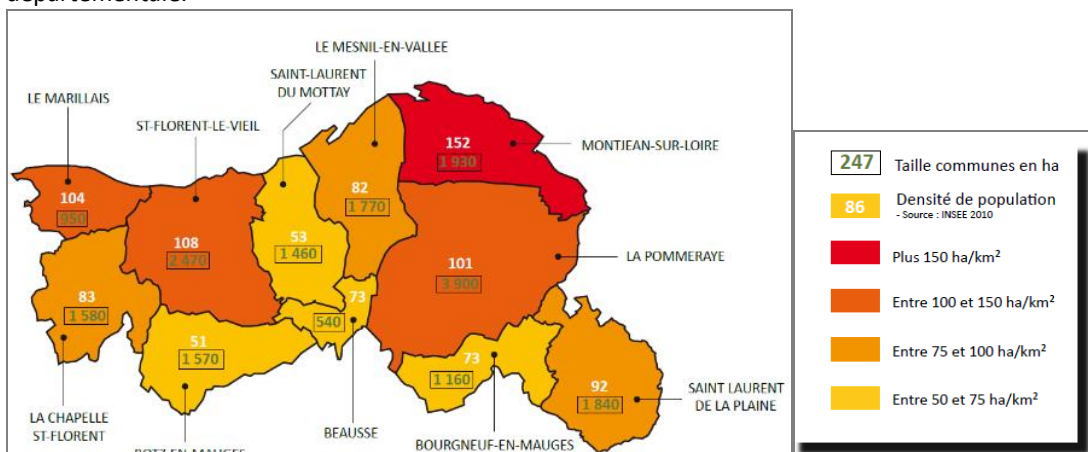 départementale.
LE MESNIL-EN-VALLEE
SAINT-LAURENT
DU MOTTAY
LE MARILLAIS
ST-FLORENT-LE-VIEIL
152
1 930
MONTJEAN-SUR-LOIRE
104
950
82
1 770
108
2 470
53
1 460
101
3 900
LA POMMERAYE
83
1 580
73
540
51
1 570
73
1 160
92
1 840
SAINT LAURENT
DE LA PLAINE
LA CHAPELLE
ST-FLORENT
BEAUSSE
BOURGNEUF-EN-MAUGES
BOTZ-EN-MAUGES
247 Taille communes en ha
86 Densité de population
- Source : INSEE 2010
Plus 150 ha/km²
Entre 100 et 150 ha/km²
Entre 75 et 100 ha/km²
Entre 50 et 75 ha/km²